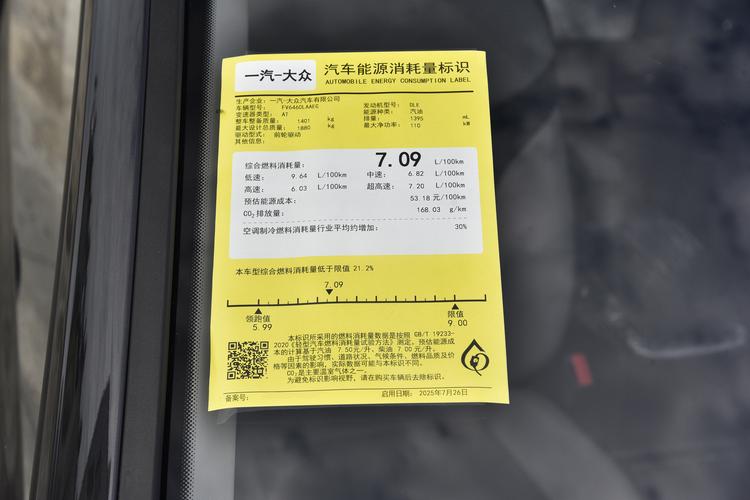 一汽-大众 汽车能源消耗量标识
AUTOMOBILE ENERGY CONSUMPTION LABEL
生产企业：一汽-大众汽车有限公司
车辆型号： FV6460LAAEG 发动机型号： DLE
变速器类型： AT 能源种类： 汽油
整车整备质量： 1401 kg 排量： 1395 mL
最大设计总质量： 1880 kg 最大净功率： 110 kW
驱动型式： 前轮驱动
其他信息：
综合燃料消耗量： 7.09 L/100km
低速： 9.64 L/100km 中速： 6.82 L/100km
高速： 6.03 L/100km 超高速： 7.20 L/100km
预估能源成本： 53.18 元/100km
CO2排放量： 168.03 g/km
空调制冷燃料消耗量行业平均约增加： 30%
本车型综合燃料消耗量低于限值 21.2%
7.09
领跑值 限值
5.99 9.00
本标识所采用的燃料消耗量数据是按照 GB/T 19233-
2020《轻型汽车燃料消耗量试验方法》测定。预估能源成
本的计算基于汽油 7.50元/升、柴油 7.00 元/升。
由于驾驶习惯、道路状况、气候条件、燃料品质及价
格等因素的影响，实际数据可能与本标识不同。
CO2是主要温室气体之一。
为避免标识影响视野，请在购买车辆后去除标识。
备案号： 启用日期： 2025年7月26日